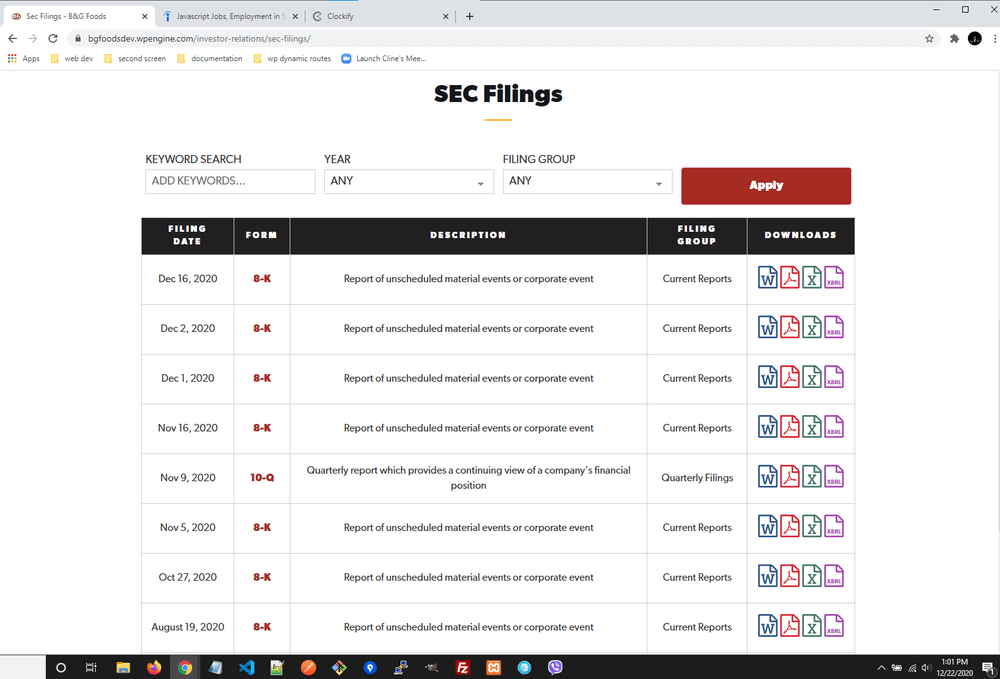 Sec Filings - B&G Foods
Javascript Jobs, Employment in S
Clockify
bgfoodsdev.wpengine.com/investor-relations/sec-filings/
Apps web dev second screen documentation wp dynamic routes Launch Cline's Mee...
SEC Filings
KEYWORD SEARCH YEAR FILING GROUP
ADD KEYWORDS... ANY ANY Apply
FILING DATE FORM DESCRIPTION FILING GROUP DOWNLOADS
Dec 16, 2020 8-K Report of unscheduled material events or corporate event Current Reports W X XBRL
Dec 2, 2020 8-K Report of unscheduled material events or corporate event Current Reports W X XBRL
Dec 1, 2020 8-K Report of unscheduled material events or corporate event Current Reports W X XBRL
Nov 16, 2020 8-K Report of unscheduled material events or corporate event Current Reports W X XBRL
Nov 9, 2020 10-Q Quarterly report which provides a continuing view of a company's financial
position Quarterly Filings W X XBRL
Nov 5, 2020 8-K Report of unscheduled material events or corporate event Current Reports W X XBRL
Oct 27, 2020 8-K Report of unscheduled material events or corporate event Current Reports W X XBRL
August 19, 2020 8-K Report of unscheduled material events or corporate event Current Reports W X XBRL
1:01 PM
12/22/2020